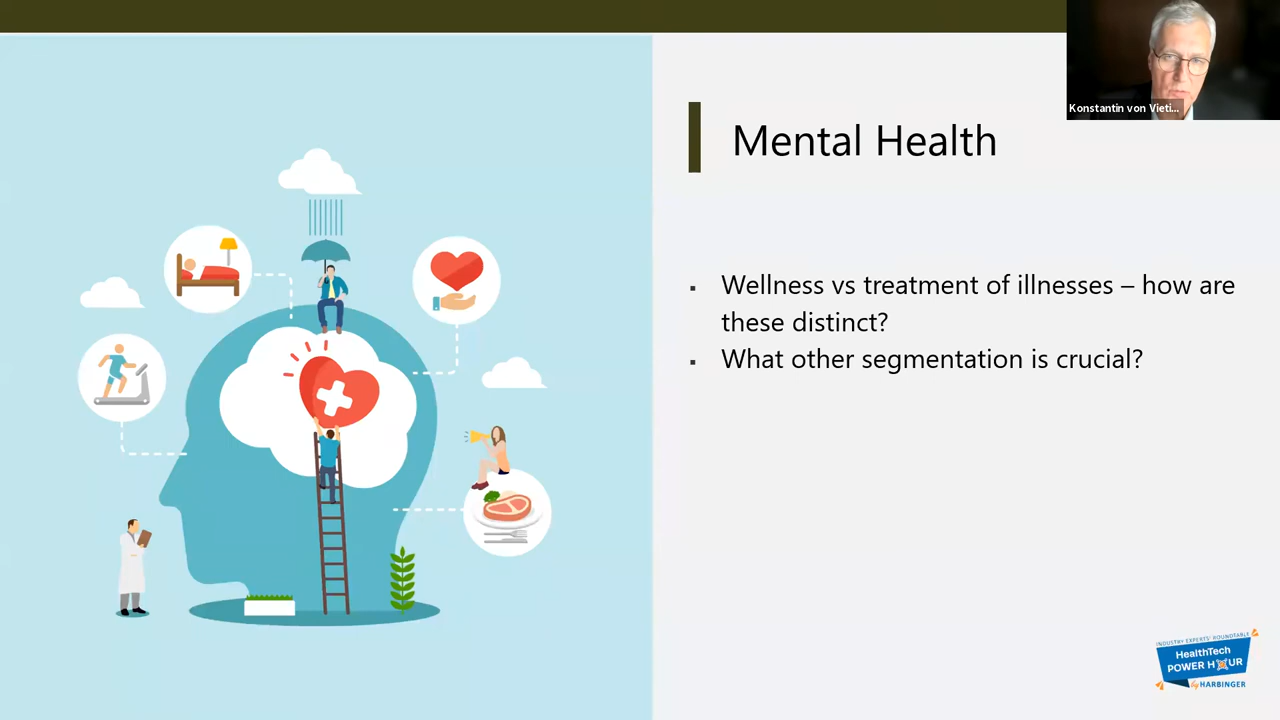 Konstantin von Vieti...
Mental Health
Wellness vs treatment of illnesses – how are
these distinct?
What other segmentation is crucial?
INDUSTRY EXPERTS' ROUNDTABLE
HealthTech
POWER HOUR
by HARBINGER